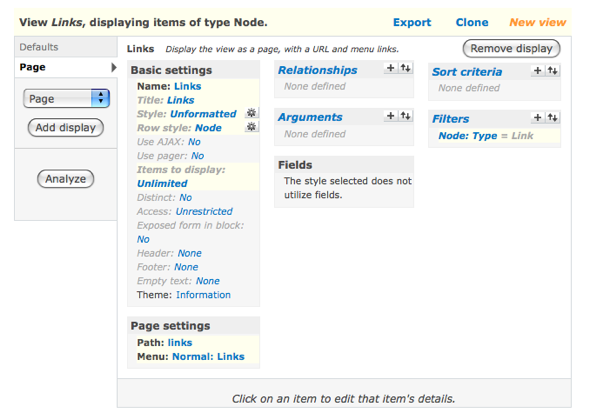 View Links, displaying items of type Node.
Export Clone New view
Defaults
Page
Page
Add display
Analyze
Links Display the view as a page, with a URL and menu links.
Remove display
Basic settings
Name: Links
Title: Links
Style: Unformatted
Row style: Node
Use AJAX: No
Use pager: No
Items to display:
Unlimited
Distinct: No
Access: Unrestricted
Exposed form in block:
No
Header: None
Footer: None
Empty text: None
Theme: Information
Page settings
Path: links
Menu: Normal: Links
Relationships
None defined
Arguments
None defined
Fields
The style selected does not
utilize fields.
Sort criteria
None defined
Filters
Node: Type = Link
Click on an item to edit that item's details.